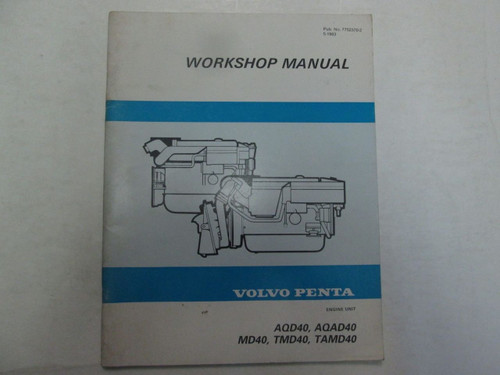 WORKSHOP MANUAL
VOLVO PENTA
ENGINE UNIT
AQD40, AQAD40
MD40, TMD40, TAMD40